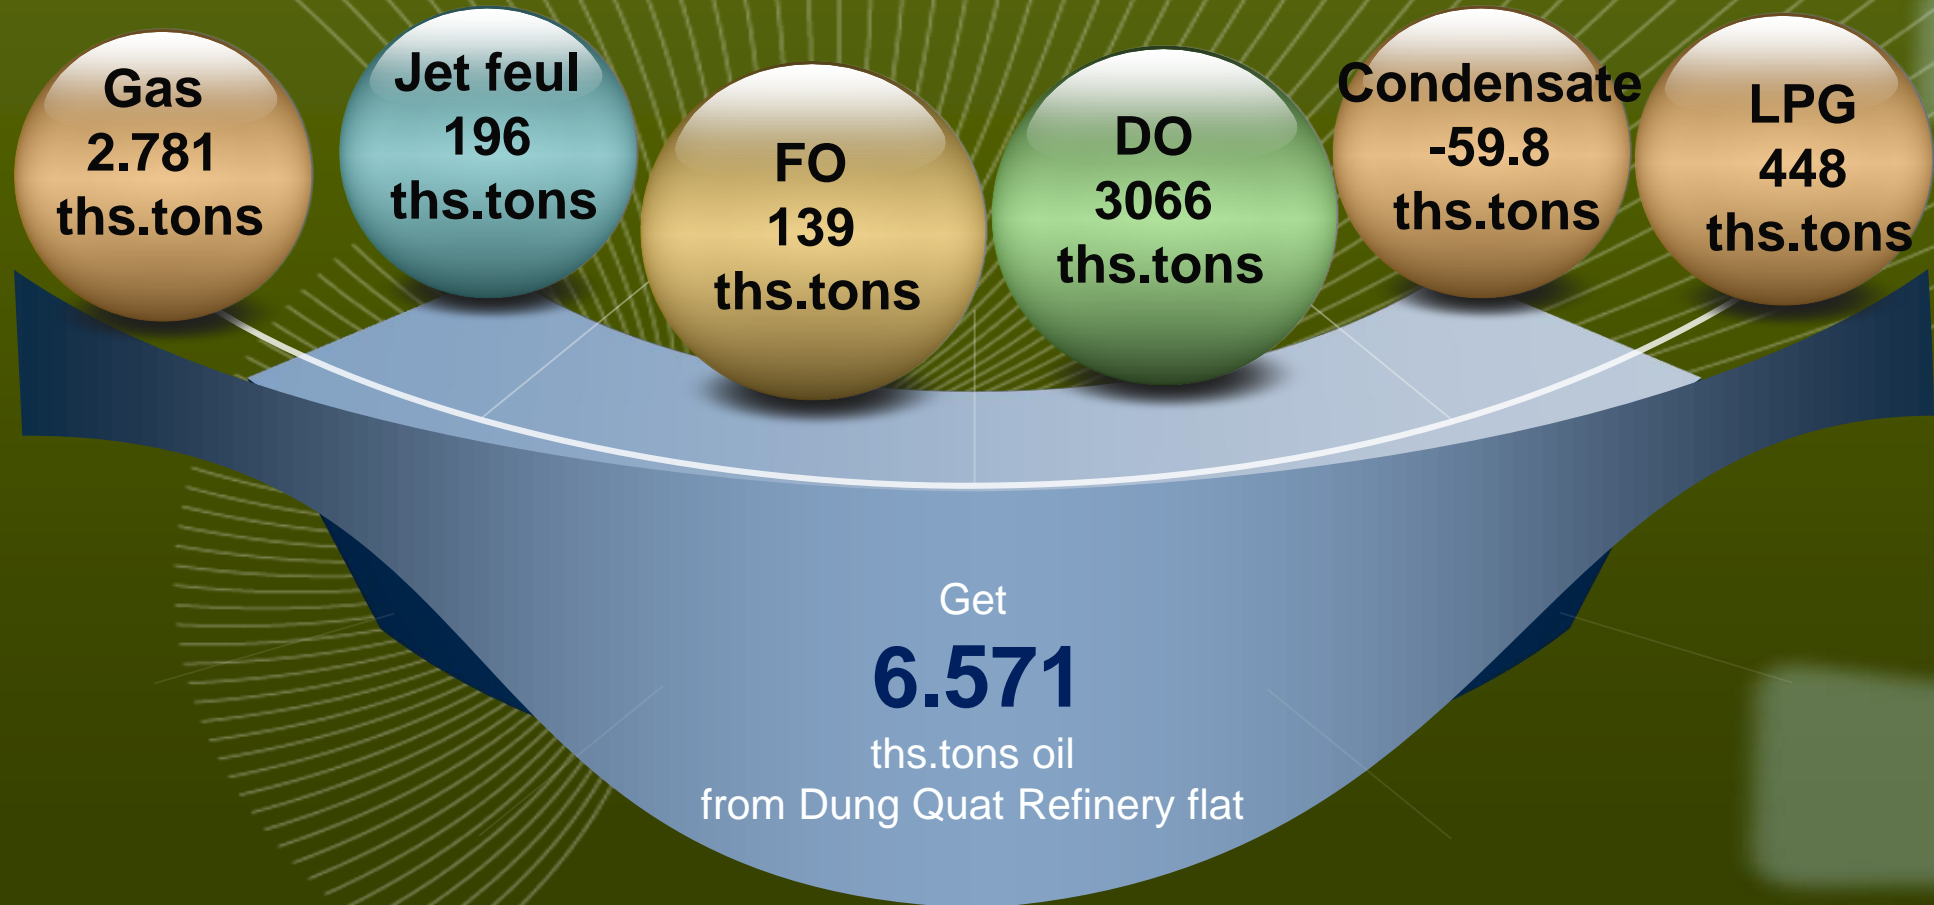 Gas
2.781
ths.tons
Jet feul
196
ths.tons
FO
139
ths.tons
DO
3066
ths.tons
Condensate
-59.8
ths.tons
LPG
448
ths.tons
Get
6.571
ths.tons oil
from Dung Quat Refinery flat